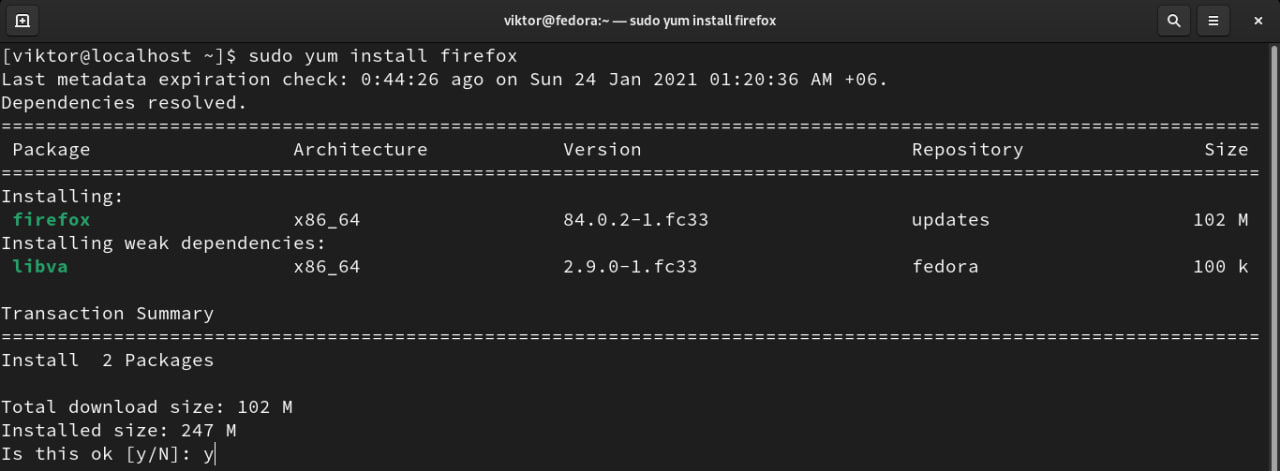 viktor@fedora:~ — sudo yum install firefox
[viktor@localhost ~]$ sudo yum install firefox
Last metadata expiration check: 0:44:26 ago on Sun 24 Jan 2021 01:20:36 AM +06.
Dependencies resolved.
================================================================================================================
Package Architecture Version Repository Size
================================================================================================================
Installing:
firefox x86_64 84.0.2-1.fc33 updates 102 M
Installing weak dependencies:
libva x86_64 2.9.0-1.fc33 fedora 100 k
Transaction Summary
================================================================================================================
Install  2 Packages
Total download size: 102 M
Installed size: 247 M
Is this ok [y/N]: y